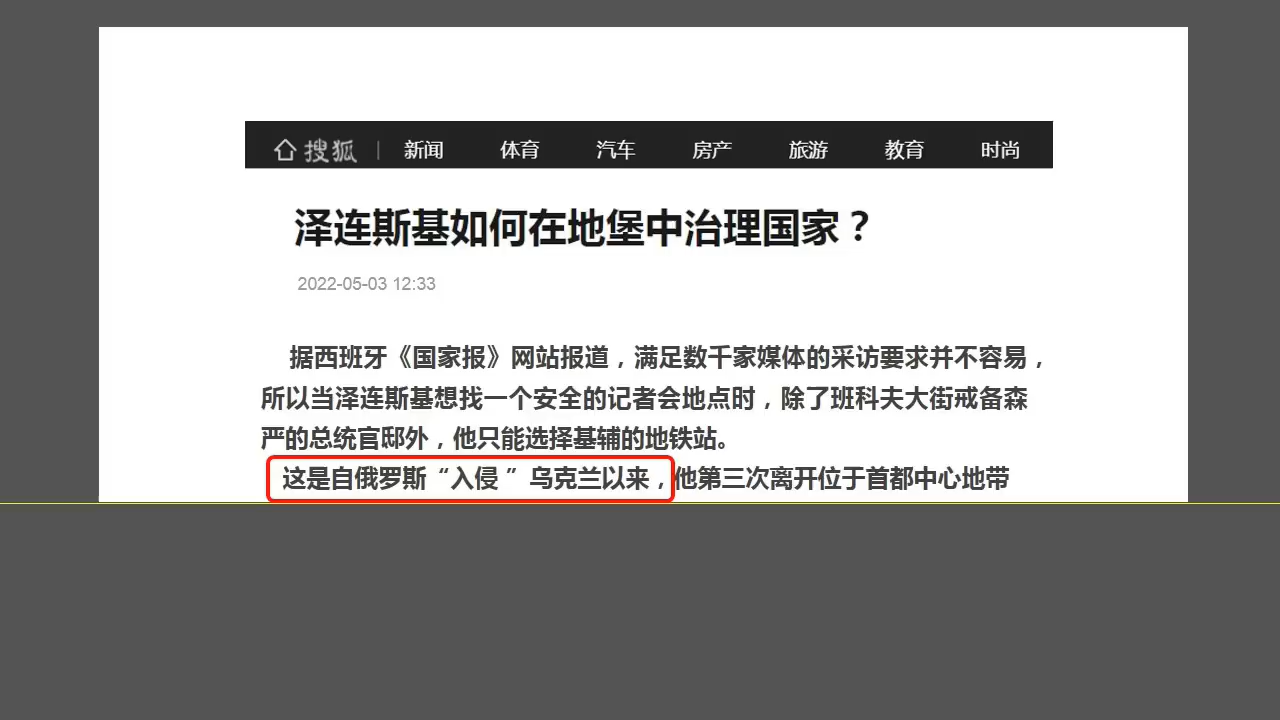 搜狐 | 新闻 体育 汽车 房产 旅游 教育 时尚
泽连斯基如何在地堡中治理国家？
2022-05-03 12:33
据西班牙《国家报》网站报道，满足数千家媒体的采访要求并不容易，
所以当泽连斯基想找一个安全的记者会地点时，除了班科夫大街戒备森
严的总统官邸外，他只能选择基辅的地铁站。
这是自俄罗斯“入侵”乌克兰以来，他第三次离开位于首都中心地带